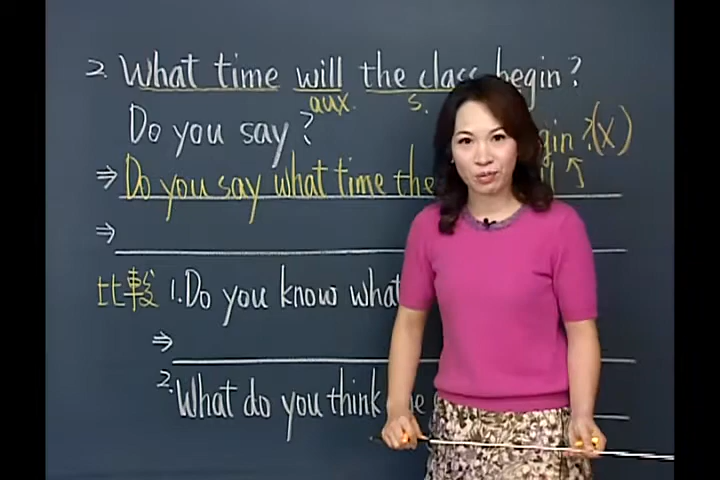 2. What time will the class begin?
aux. s.
Do you say?
⇒ Do you say what time the gin?(×)
⇒
比較 1. Do you know what
⇒
2. What do you think